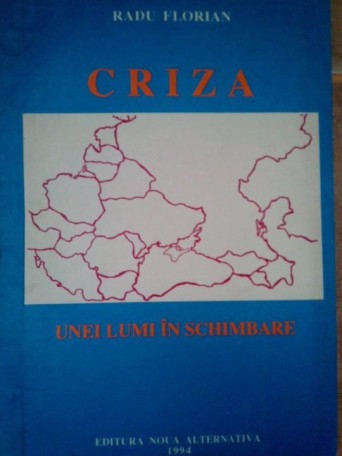 RADU FLORIAN
CRIZA
UNEI LUMI ÎN SCHIMBARE
EDITURA NOUA ALTERNATIVA
1994